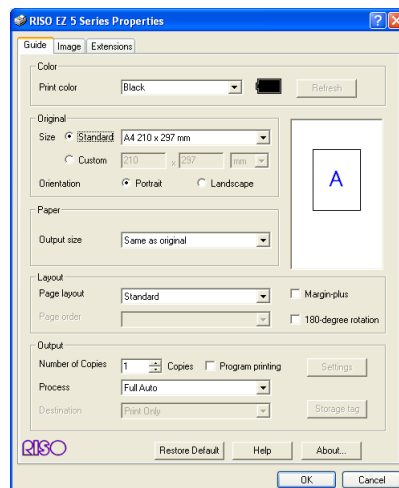 RISO EZ 5 Series Properties
Guide Image Extensions
Color
Print color Black Refresh
Original
Size Standard A4 210 x 297 mm
Custom 210 x 297 mm
Orientation Portrait Landscape
A
Paper
Output size Same as original
Layout
Page layout Standard Margin-plus
Page order 180-degree rotation
Output
Number of Copies 1 Copies Program printing Settings
Process Full Auto
Destination Print Only Storage tag
RISO Restore Default Help About...
OK Cancel